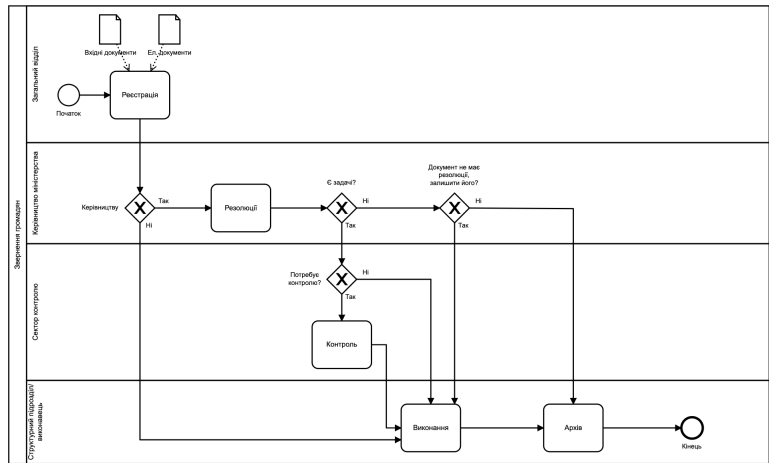 Звернення громадян
Загальний відділ
Вхідні документи
Ел. документи
Початок
Реєстрація
Керівництво міністерства
Керівництву
Так
Ні
Резолюції
Є задачі?
Ні
Так
Документ не має
резолюції,
залишити його?
Ні
Так
Сектор контролю
Потребує
контролю?
Ні
Так
Контроль
Структурний підрозділ/
виконавець
Виконання
Архів
Кінець